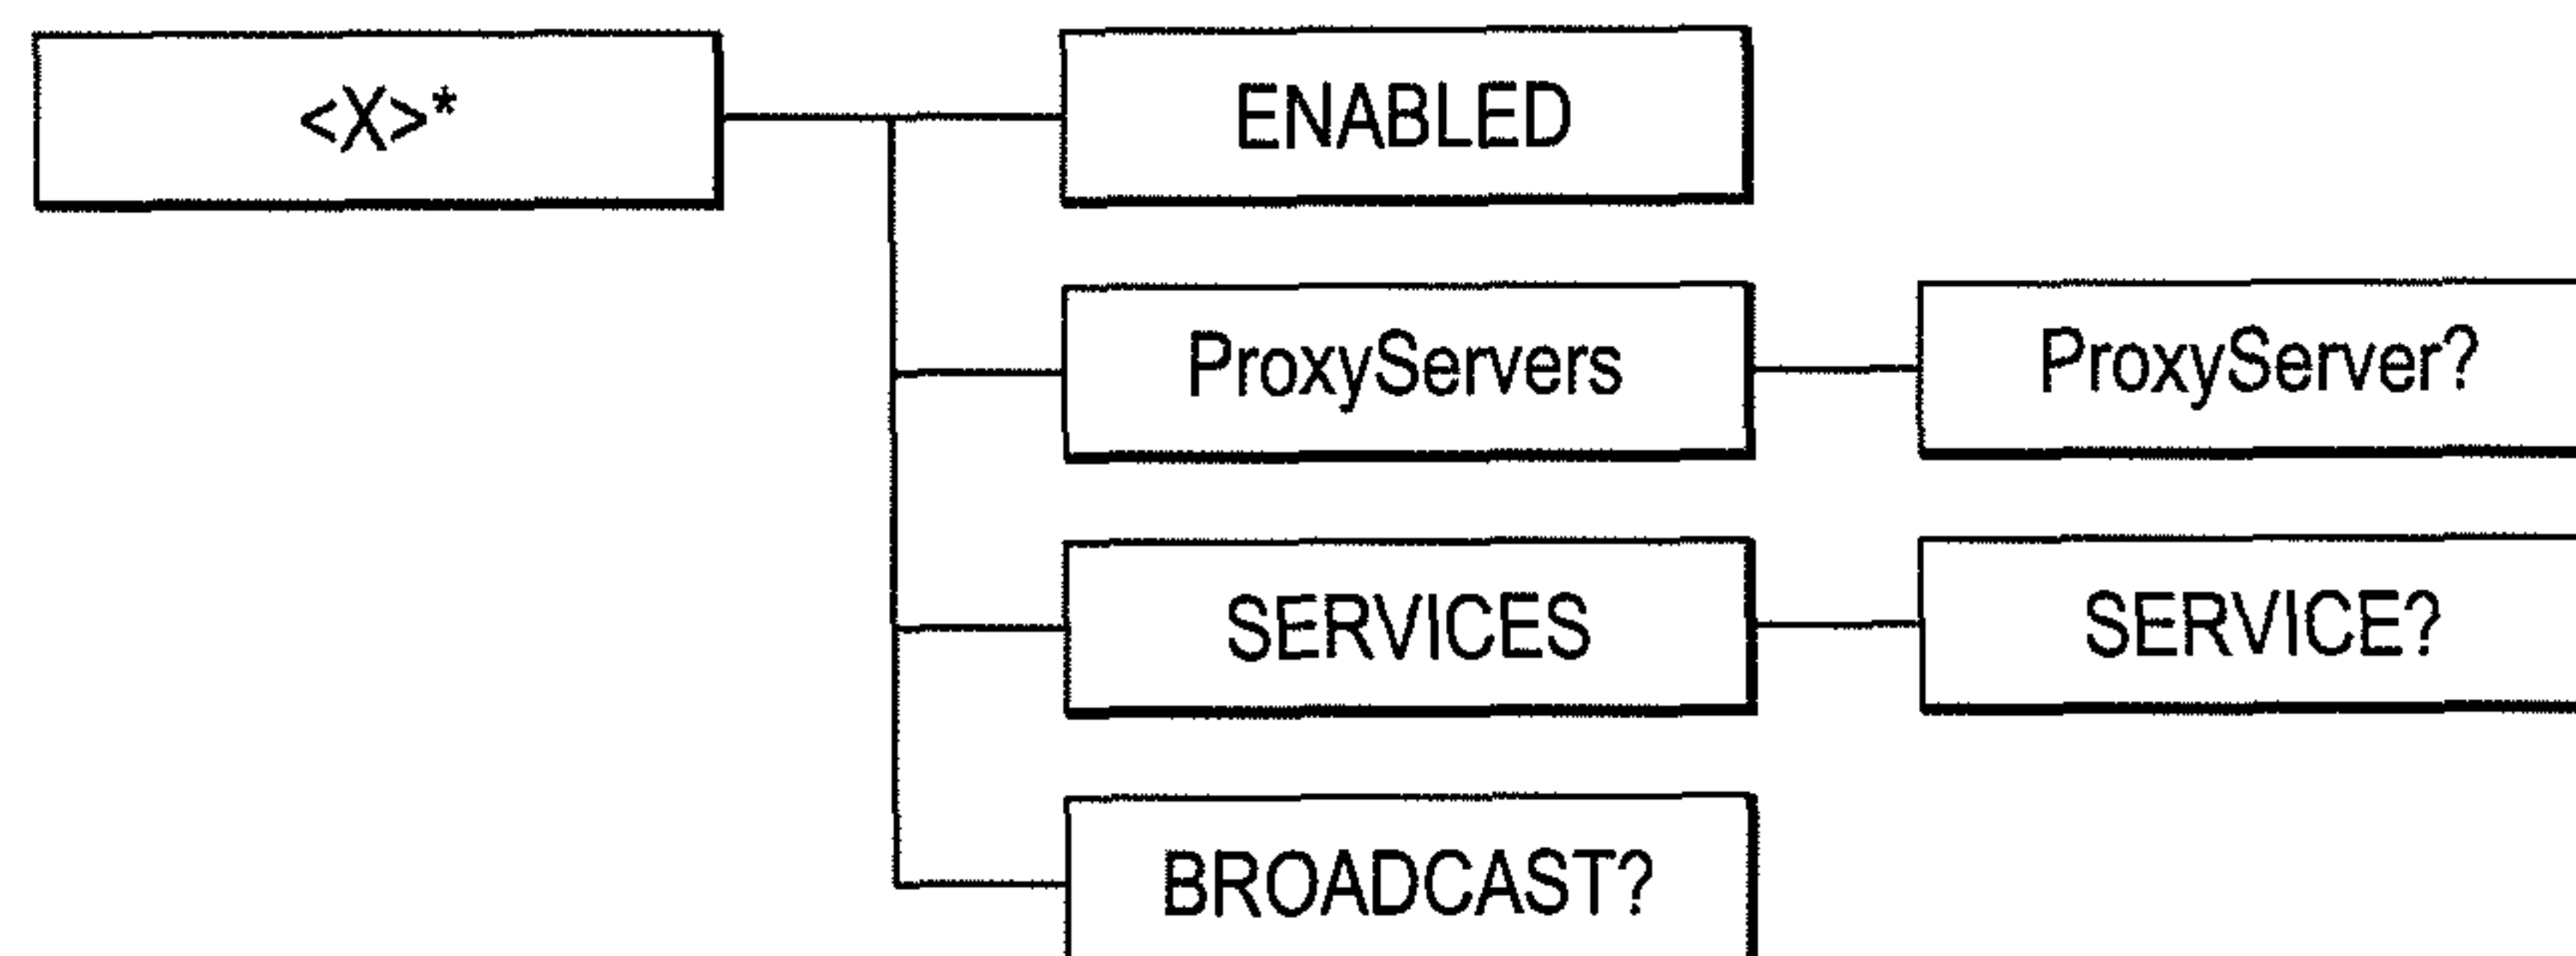 <X>*
ENABLED
ProxyServers
ProxyServer?
SERVICES
SERVICE?
BROADCAST?